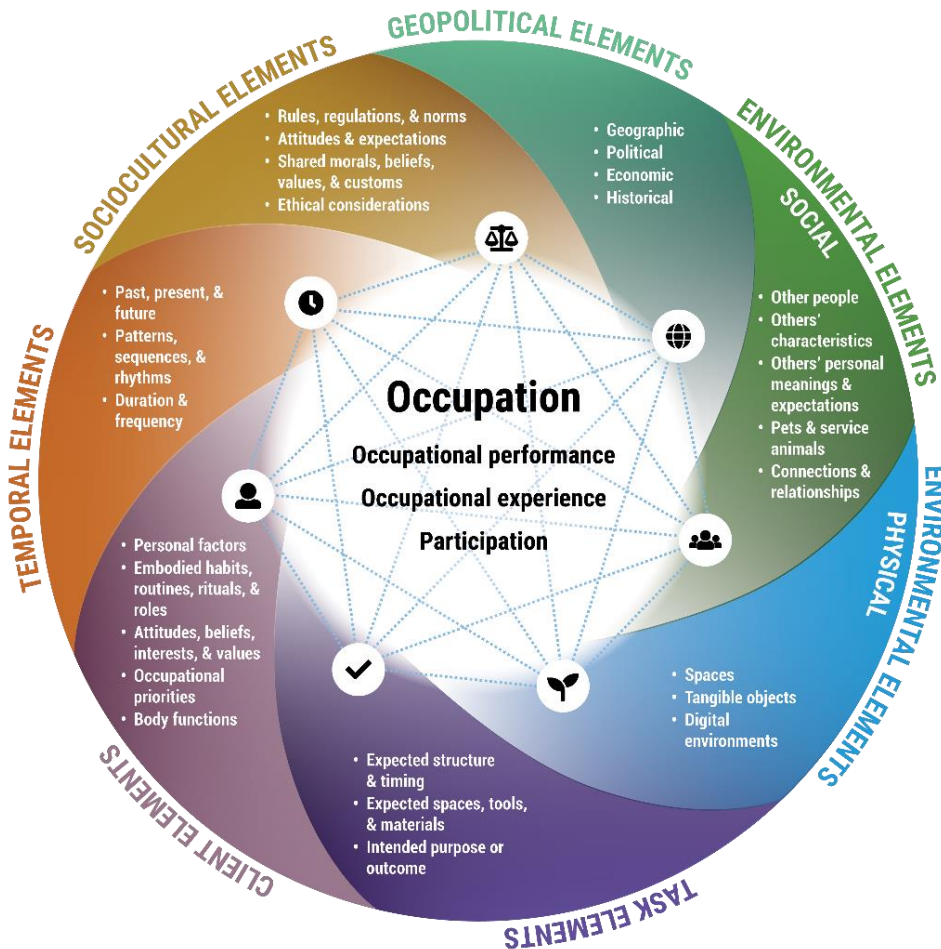 GEOPOLITICAL ELEMENTS
• Geographic
• Political
• Economic
• Historical
ENVIRONMENTAL ELEMENTS
SOCIAL
• Other people
• Others’
characteristics
• Others’ personal
meanings &
expectations
• Pets & service
animals
• Connections &
relationships
ENVIRONMENTAL ELEMENTS
PHYSICAL
• Spaces
• Tangible objects
• Digital
environments
TASK ELEMENTS
• Expected structure
& timing
• Expected spaces, tools,
& materials
• Intended purpose or
outcome
CLIENT ELEMENTS
• Personal factors
• Embodied habits,
routines, rituals, &
roles
• Attitudes, beliefs,
interests, & values
• Occupational
priorities
• Body functions
TEMPORAL ELEMENTS
• Past, present, &
future
• Patterns,
sequences, &
rhythms
• Duration &
frequency
SOCIOCULTURAL ELEMENTS
• Rules, regulations, & norms
• Attitudes & expectations
• Shared morals, beliefs,
values, & customs
• Ethical considerations
Occupation
Occupational performance
Occupational experience
Participation